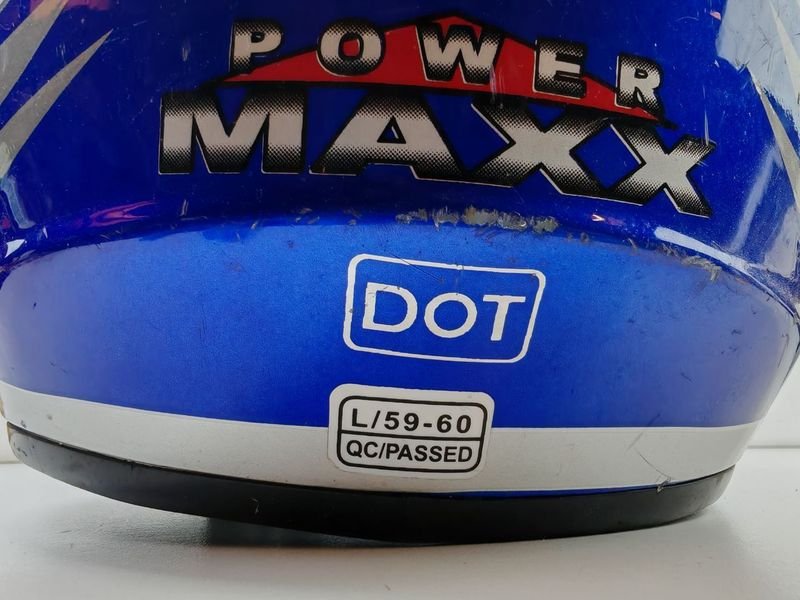 POWER
MAXX
DOT
L/59-60
QC/PASSED